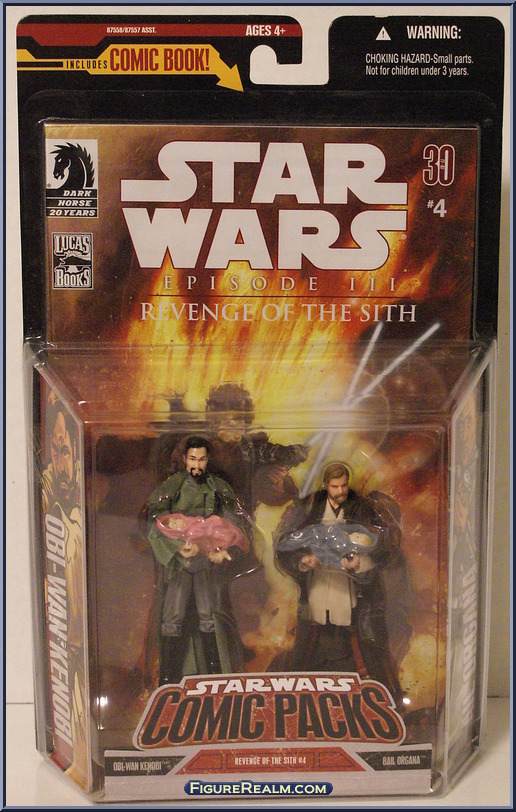 87558/87557 ASST.
AGES 4+
INCLUDES COMIC BOOK!
WARNING:
CHOKING HAZARD-Small parts.
Not for children under 3 years.
DARK
HORSE
20 YEARS
STAR
WARS
30
#4
LUCAS
BOOKS
EPISODE III
REVENGE OF THE SITH
OBI-WAN KENOBI
ORGANA
STAR WARS
COMIC PACKS
OBI-WAN KENOBI™
REVENGE OF THE SITH #4
BAIL ORGANA™
FIGUREREALM.COM